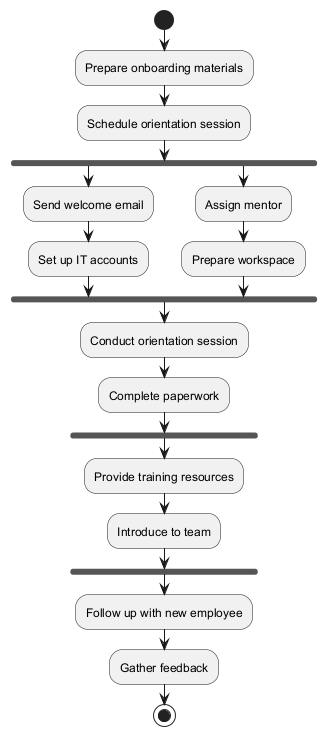 Prepare onboarding materials
Schedule orientation session
Send welcome email
Assign mentor
Set up IT accounts
Prepare workspace
Conduct orientation session
Complete paperwork
Provide training resources
Introduce to team
Follow up with new employee
Gather feedback